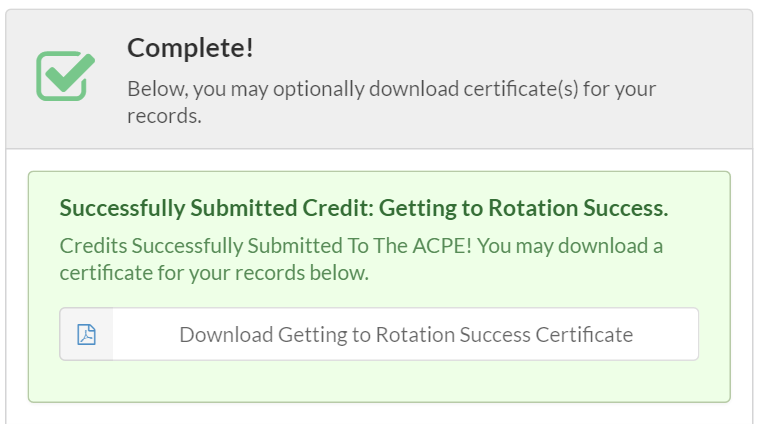 Complete!
Below, you may optionally download certificate(s) for your
records.
Successfully Submitted Credit: Getting to Rotation Success.
Credits Successfully Submitted To The ACPE! You may download a
certificate for your records below.
Download Getting to Rotation Success Certificate